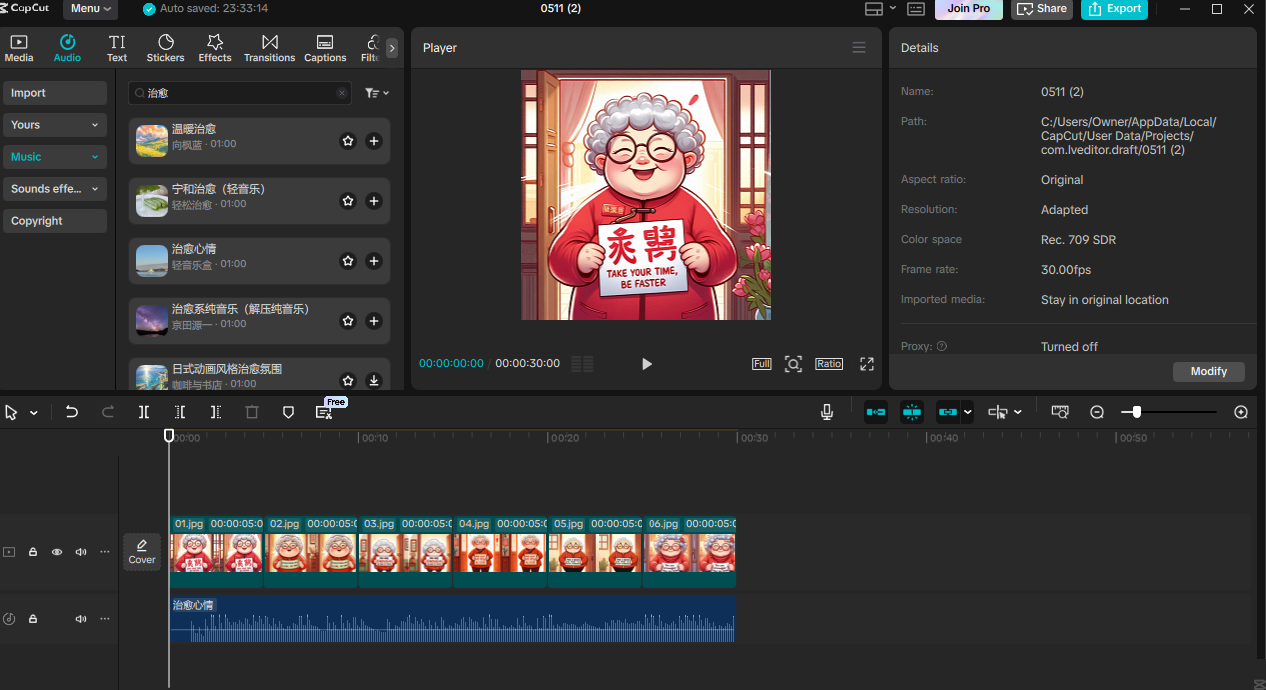 CapCut
Menu
Auto saved: 23:33:14
0511 (2)
Join Pro
Share
Export
Media
Audio
Text
Stickers
Effects
Transitions
Captions
Filt
Import
Yours
Music
Sounds effe...
Copyright
治愈
温暖治愈
向枫蓝 · 01:00
宁和治愈（轻音乐）
轻松治愈 · 01:00
治愈心情
轻音乐盒 · 01:00
治愈系纯音乐（解压纯音乐）
京田源一 · 01:00
日式动画风格治愈氛围
咖啡与书店 · 01:00
Player
TAKE YOUR TIME,
BE FASTER
00:00:00:00 / 00:00:30:00
Full
Ratio
Details
Name: 0511 (2)
Path: C:/Users/Owner/AppData/Local/
CapCut/User Data/Projects/
com.lveditor.draft/0511 (2)
Aspect ratio: Original
Resolution: Adapted
Color space Rec. 709 SDR
Frame rate: 30.00fps
Imported media: Stay in original location
Proxy: Turned off
Modify
Free
00:00 00:10 00:20 00:30 00:40 00:50
Cover
01.jpg 00:00:05:0 02.jpg 00:00:05:0 03.jpg 00:00:05:0 04.jpg 00:00:05:0 05.jpg 00:00:05:0 06.jpg 00:00:05:0
治愈心情